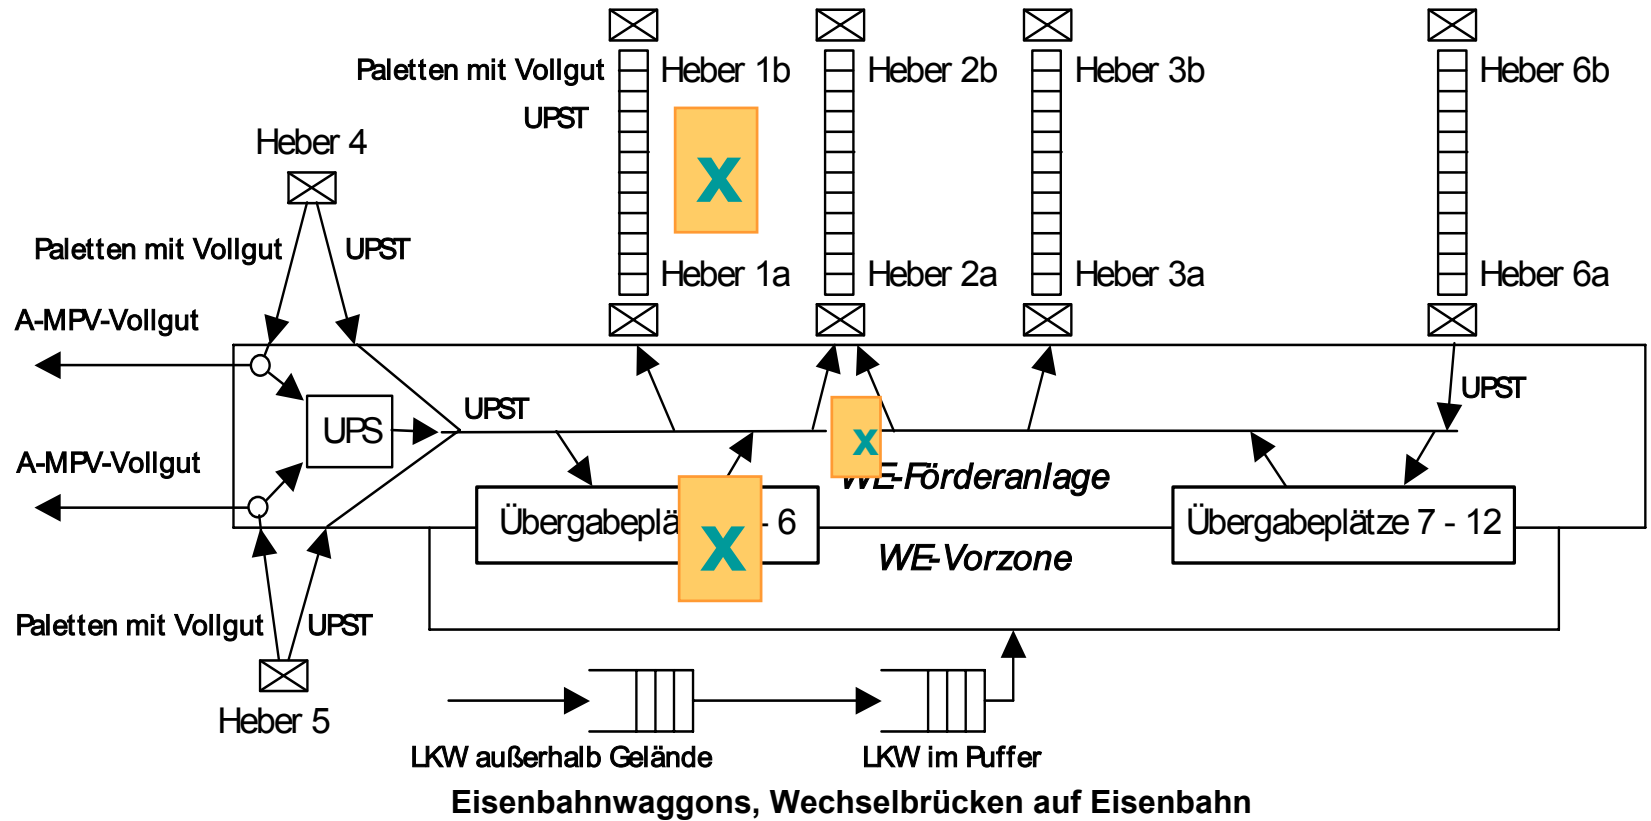 Paletten mit Vollgut
Heber 1b
Heber 2b
Heber 3b
Heber 6b
UPST
x
Heber 4
Paletten mit Vollgut
UPST
Heber 1a
Heber 2a
Heber 3a
Heber 6a
A-MPV-Vollgut
UPST
UPST
UPS
x
A-MPV-Vollgut
WE-Förderanlage
Übergabeplä
- 6
x
Übergabeplätze 7 - 12
WE-Vorzone
Paletten mit Vollgut
UPST
Heber 5
LKW außerhalb Gelände
LKW im Puffer
Eisenbahnwaggons, Wechselbrücken auf Eisenbahn